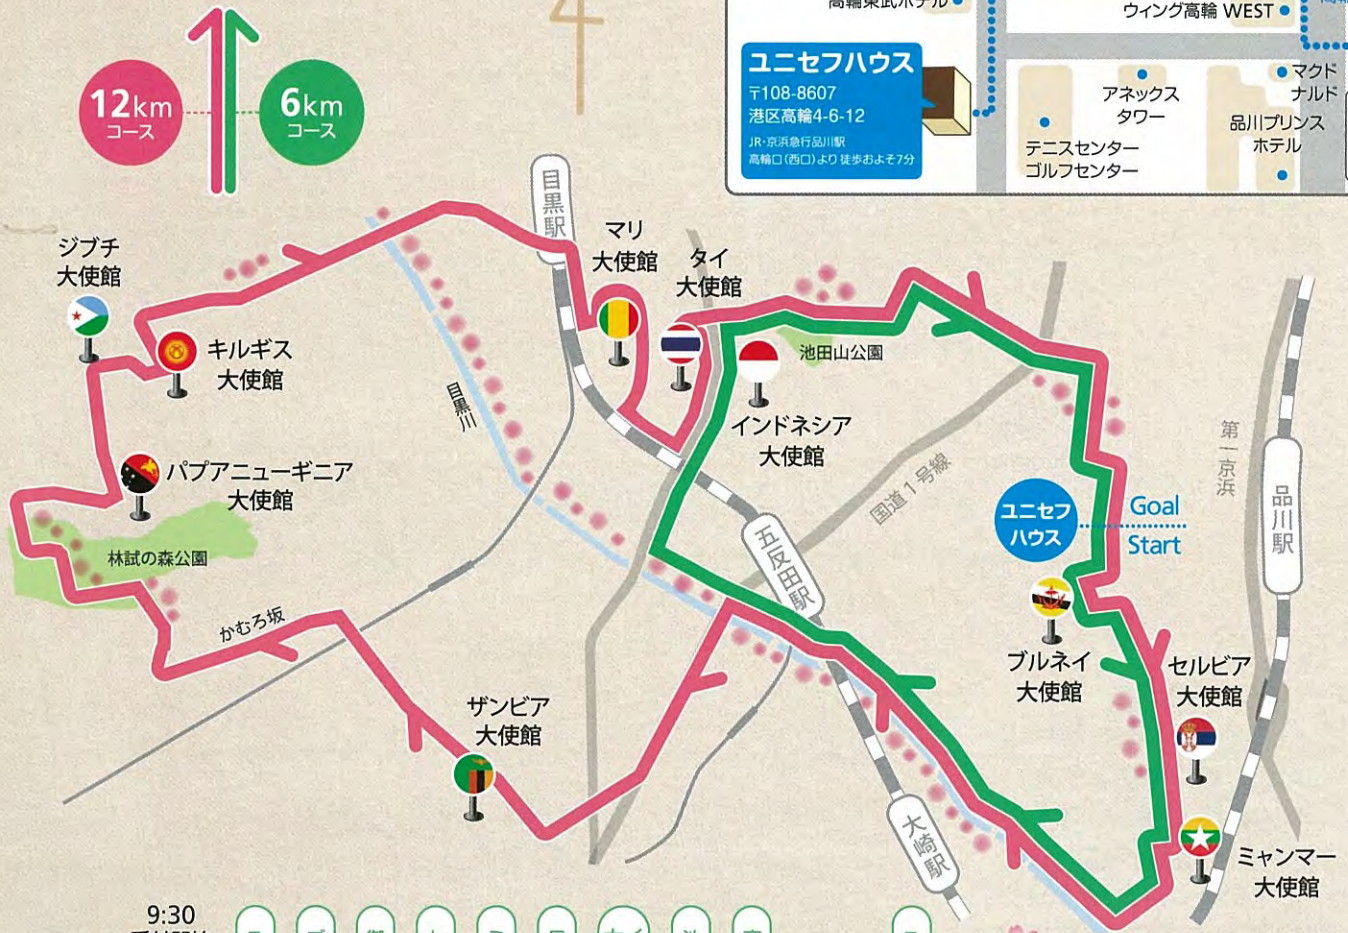 高輪東武ホテル
ウィング高輪 WEST
ユニセフハウス
〒108-8607
港区高輪4-6-12
JR・京浜急行品川駅
高輪口(西口)より徒歩およそ7分
アネックス
タワー
マクド
ナルド
品川プリンス
ホテル
テニスセンター
ゴルフセンター
12km
コース
6km
コース
目黒駅
マリ
大使館
タイ
大使館
ジブチ
大使館
キルギス
大使館
池田山公園
目黒川
インドネシア
大使館
パプアニューギニア
大使館
国道1号線
第一京浜
品川駅
ユニセフ
ハウス
Goal
Start
林試の森公園
五反田駅
かむろ坂
ブルネイ
大使館
セルビア
大使館
ザンビア
大使館
大崎駅
ミャンマー
大使館
9:30